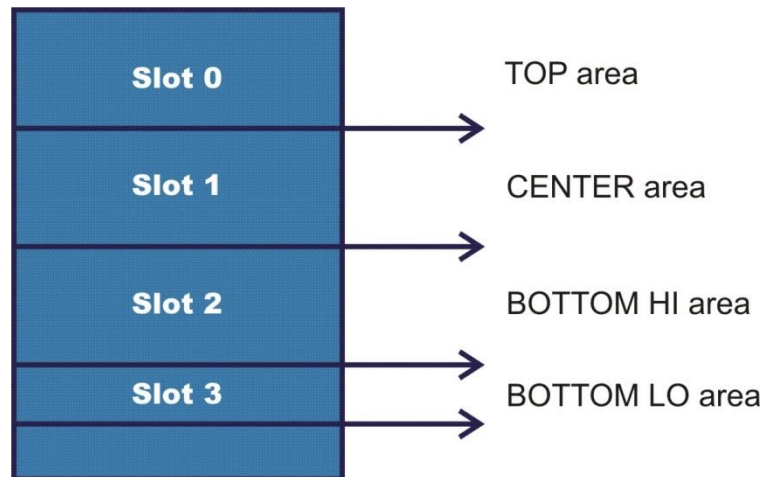 Slot 0
TOP area
Slot 1
CENTER area
Slot 2
BOTTOM HI area
Slot 3
BOTTOM LO area